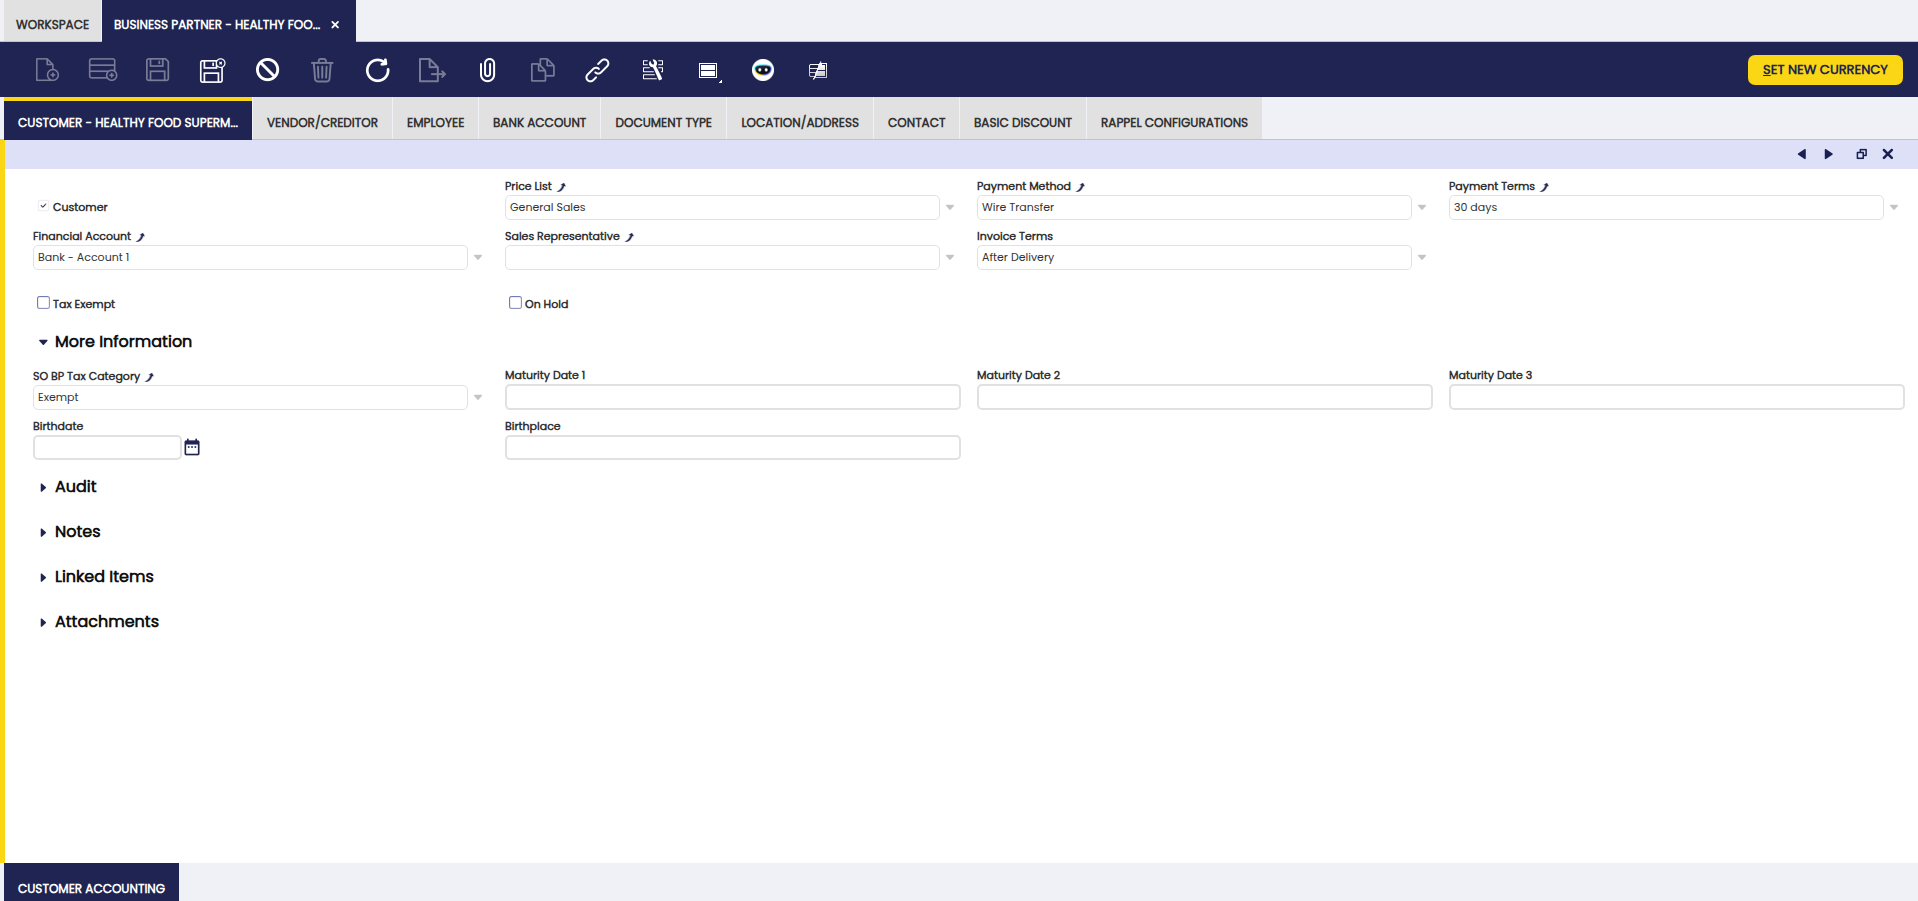 WORKSPACE
BUSINESS PARTNER - HEALTHY FOO...
SET NEW CURRENCY
CUSTOMER - HEALTHY FOOD SUPERM...
VENDOR/CREDITOR
EMPLOYEE
BANK ACCOUNT
DOCUMENT TYPE
LOCATION/ADDRESS
CONTACT
BASIC DISCOUNT
RAPPEL CONFIGURATIONS
Customer
Price List
General Sales
Payment Method
Wire Transfer
Payment Terms
30 days
Financial Account
Bank - Account 1
Sales Representative
Invoice Terms
After Delivery
Tax Exempt
On Hold
More Information
SO BP Tax Category
Exempt
Maturity Date 1
Maturity Date 2
Maturity Date 3
Birthdate
Birthplace
Audit
Notes
Linked Items
Attachments
CUSTOMER ACCOUNTING